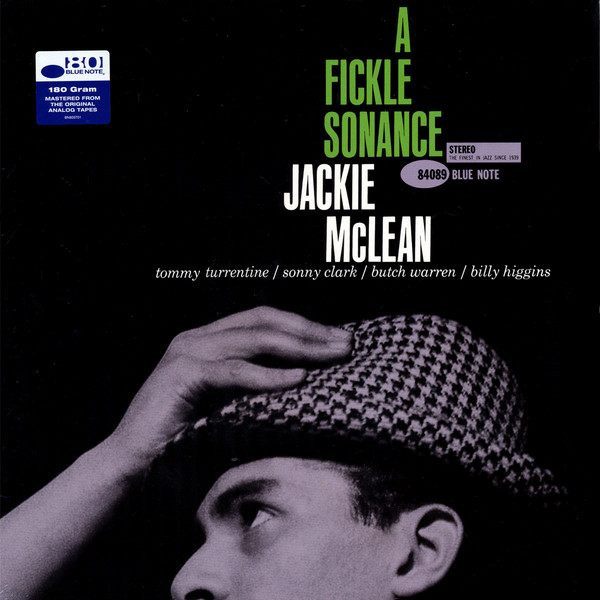 A
FICKLE
SONANCE
STEREO
THE FINEST IN JAZZ SINCE 1939
84089 BLUE NOTE
JACKIE
McLEAN
tommy turrentine / sonny clark / butch warren / billy higgins
80
BLUE NOTE
180 Gram
MASTERED FROM
THE ORIGINAL
ANALOG TAPES